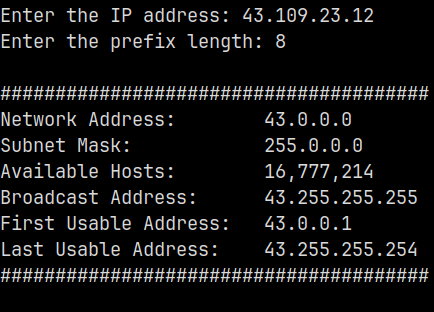 Enter the IP address: 43.109.23.12
Enter the prefix length: 8
#######################################
Network Address:        43.0.0.0
Subnet Mask:            255.0.0.0
Available Hosts:        16,777,214
Broadcast Address:      43.255.255.255
First Usable Address:   43.0.0.1
Last Usable Address:    43.255.255.254
#######################################